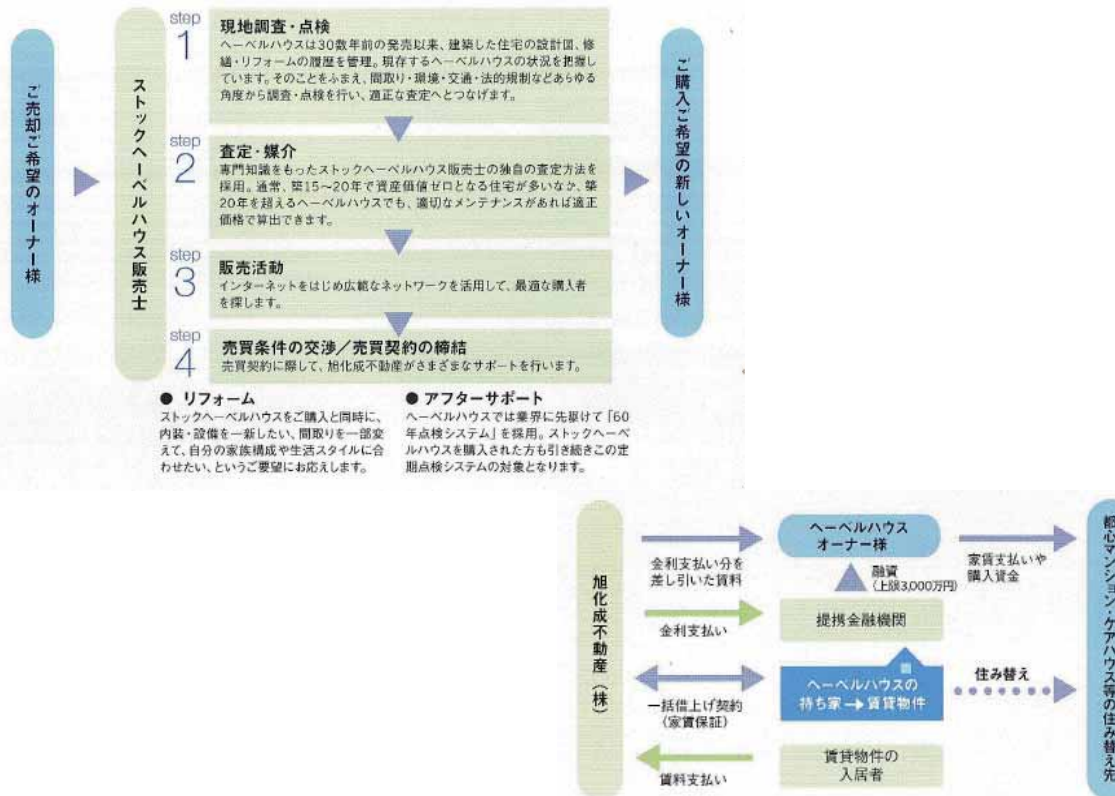 ご売却ご希望のオーナー様
ストックヘーベルハウス販売士
step
1
現地調査・点検
ヘーベルハウスは30数年前の発売以来、建築した住宅の設計図、修
繕・リフォームの履歴を管理。現存するヘーベルハウスの状況を把握し
ています。そのことをふまえ、間取り・環境・交通・法的規制などあらゆる
角度から調査・点検を行い、適正な査定へとつなげます。
step
2
査定・媒介
専門知識をもったストックヘーベルハウス販売士の独自の査定方法を
採用。通常、築15〜20年で資産価値ゼロとなる住宅が多いなか、築
20年を超えるヘーベルハウスでも、適切なメンテナンスがあれば適正
価格で算出できます。
step
3
販売活動
インターネットをはじめ広範なネットワークを活用して、最適な購入者
を探します。
step
4
売買条件の交渉／売買契約の締結
売買契約に際して、旭化成不動産がさまざまなサポートを行います。
ご購入ご希望の新しいオーナー様
● リフォーム
ストックヘーベルハウスをご購入と同時に、
内装・設備を一新したい、間取りを一部変
えて、自分の家族構成や生活スタイルに合
わせたい、というご要望にお応えします。
● アフターサポート
ヘーベルハウスでは業界に先駆けて「60
年点検システム」を採用。ストックヘーベ
ルハウスを購入された方も引き続きこの定
期点検システムの対象となります。
旭化成不動産（株）
金利支払い分を
差し引いた賃料
金利支払い
一括借上げ契約
（家賃保証）
賃料支払い
ヘーベルハウス
オーナー様
融資
（上限3,000万円）
提携金融機関
ヘーベルハウスの
持ち家→賃貸物件
賃貸物件の
入居者
家賃支払いや
購入資金
住み替え
都心マンション・ケアハウス等の住み替え先